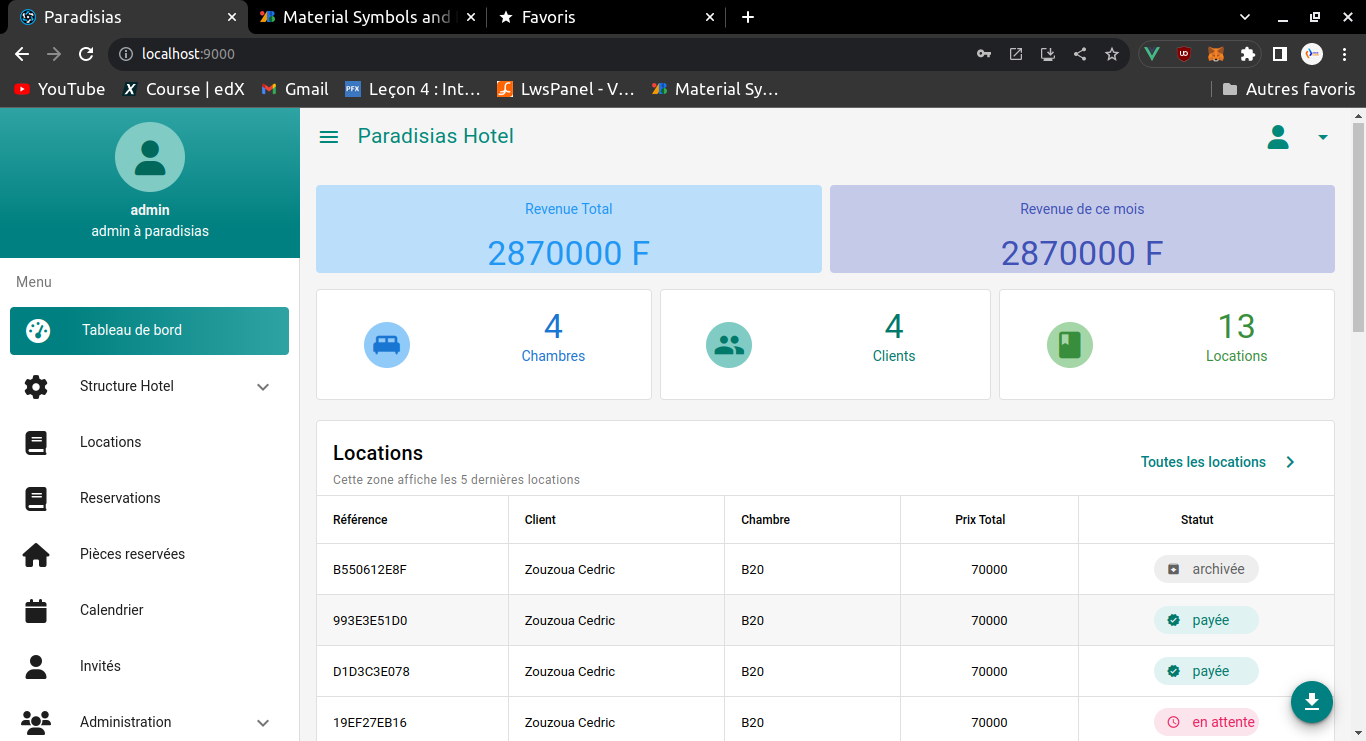 Paradisias
Material Symbols and
Favoris
localhost:9000
YouTube
Course | edX
Gmail
Leçon 4 : Int…
LwsPanel - V…
Material Sy…
Autres favoris
admin
admin à paradisias
Menu
Tableau de bord
Structure Hotel
Locations
Reservations
Pièces reservées
Calendrier
Invités
Administration
Paradisias Hotel
Revenue Total
2870000 F
Revenue de ce mois
2870000 F
4
Chambres
4
Clients
13
Locations
Locations
Cette zone affiche les 5 dernières locations
Toutes les locations
Référence Client Chambre Prix Total Statut
B550612E8F Zouzoua Cedric B20 70000 archivée
993E3E51D0 Zouzoua Cedric B20 70000 payée
D1D3C3E078 Zouzoua Cedric B20 70000 payée
19EF27EB16 Zouzoua Cedric B20 70000 en attente